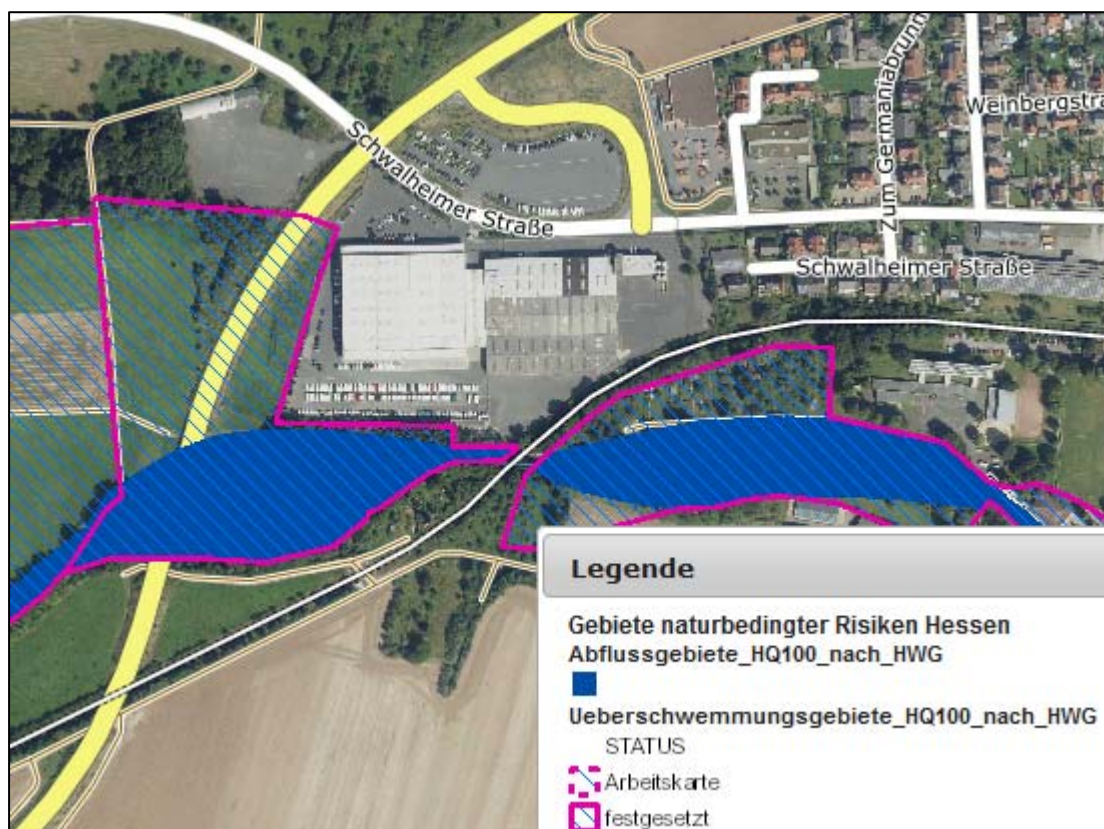 Weinbergstra
Zum Germaniabrunn
Schwalheimer Straße
Schwalheimer Straße
Legende
Gebiete naturbedingter Risiken Hessen
Abflussgebiete_HQ100_nach_HWG
Ueberschwemmungsgebiete_HQ100_nach_HWG
STATUS
Arbeitskarte
festgesetzt